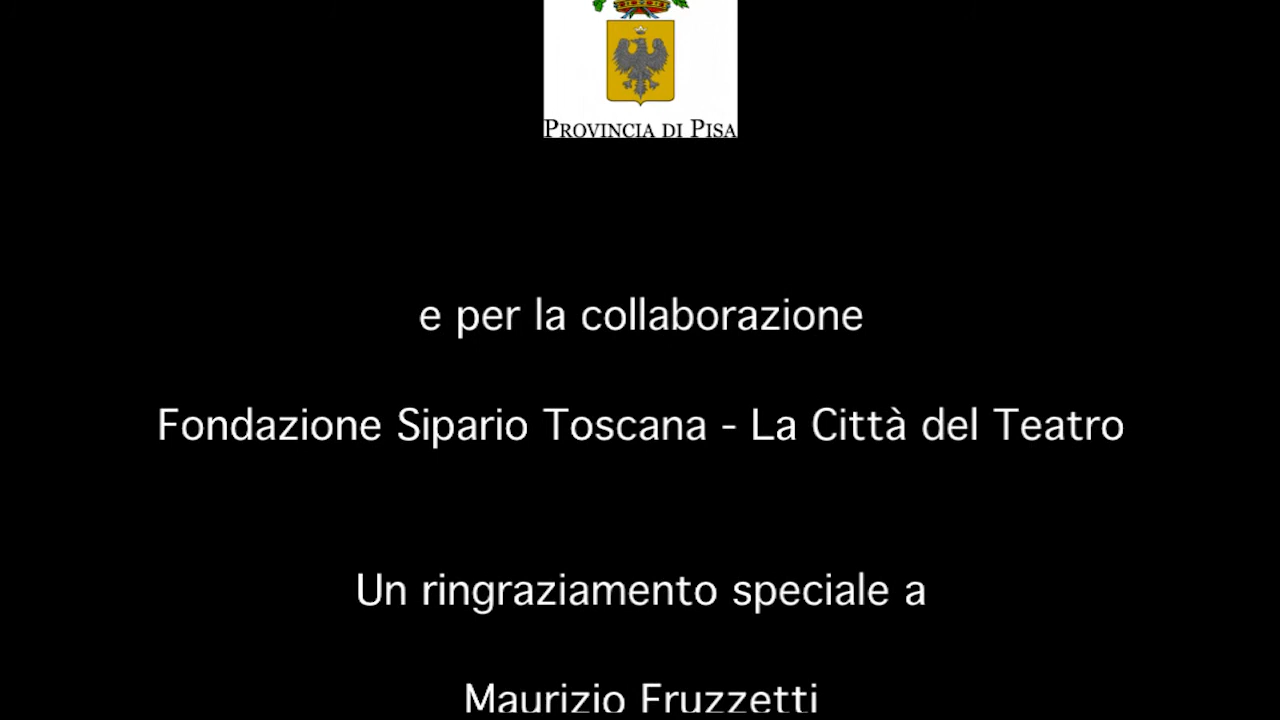 PROVINCIA DI PISA
e per la collaborazione
Fondazione Sipario Toscana - La Città del Teatro
Un ringraziamento speciale a
Maurizio Fruzzetti